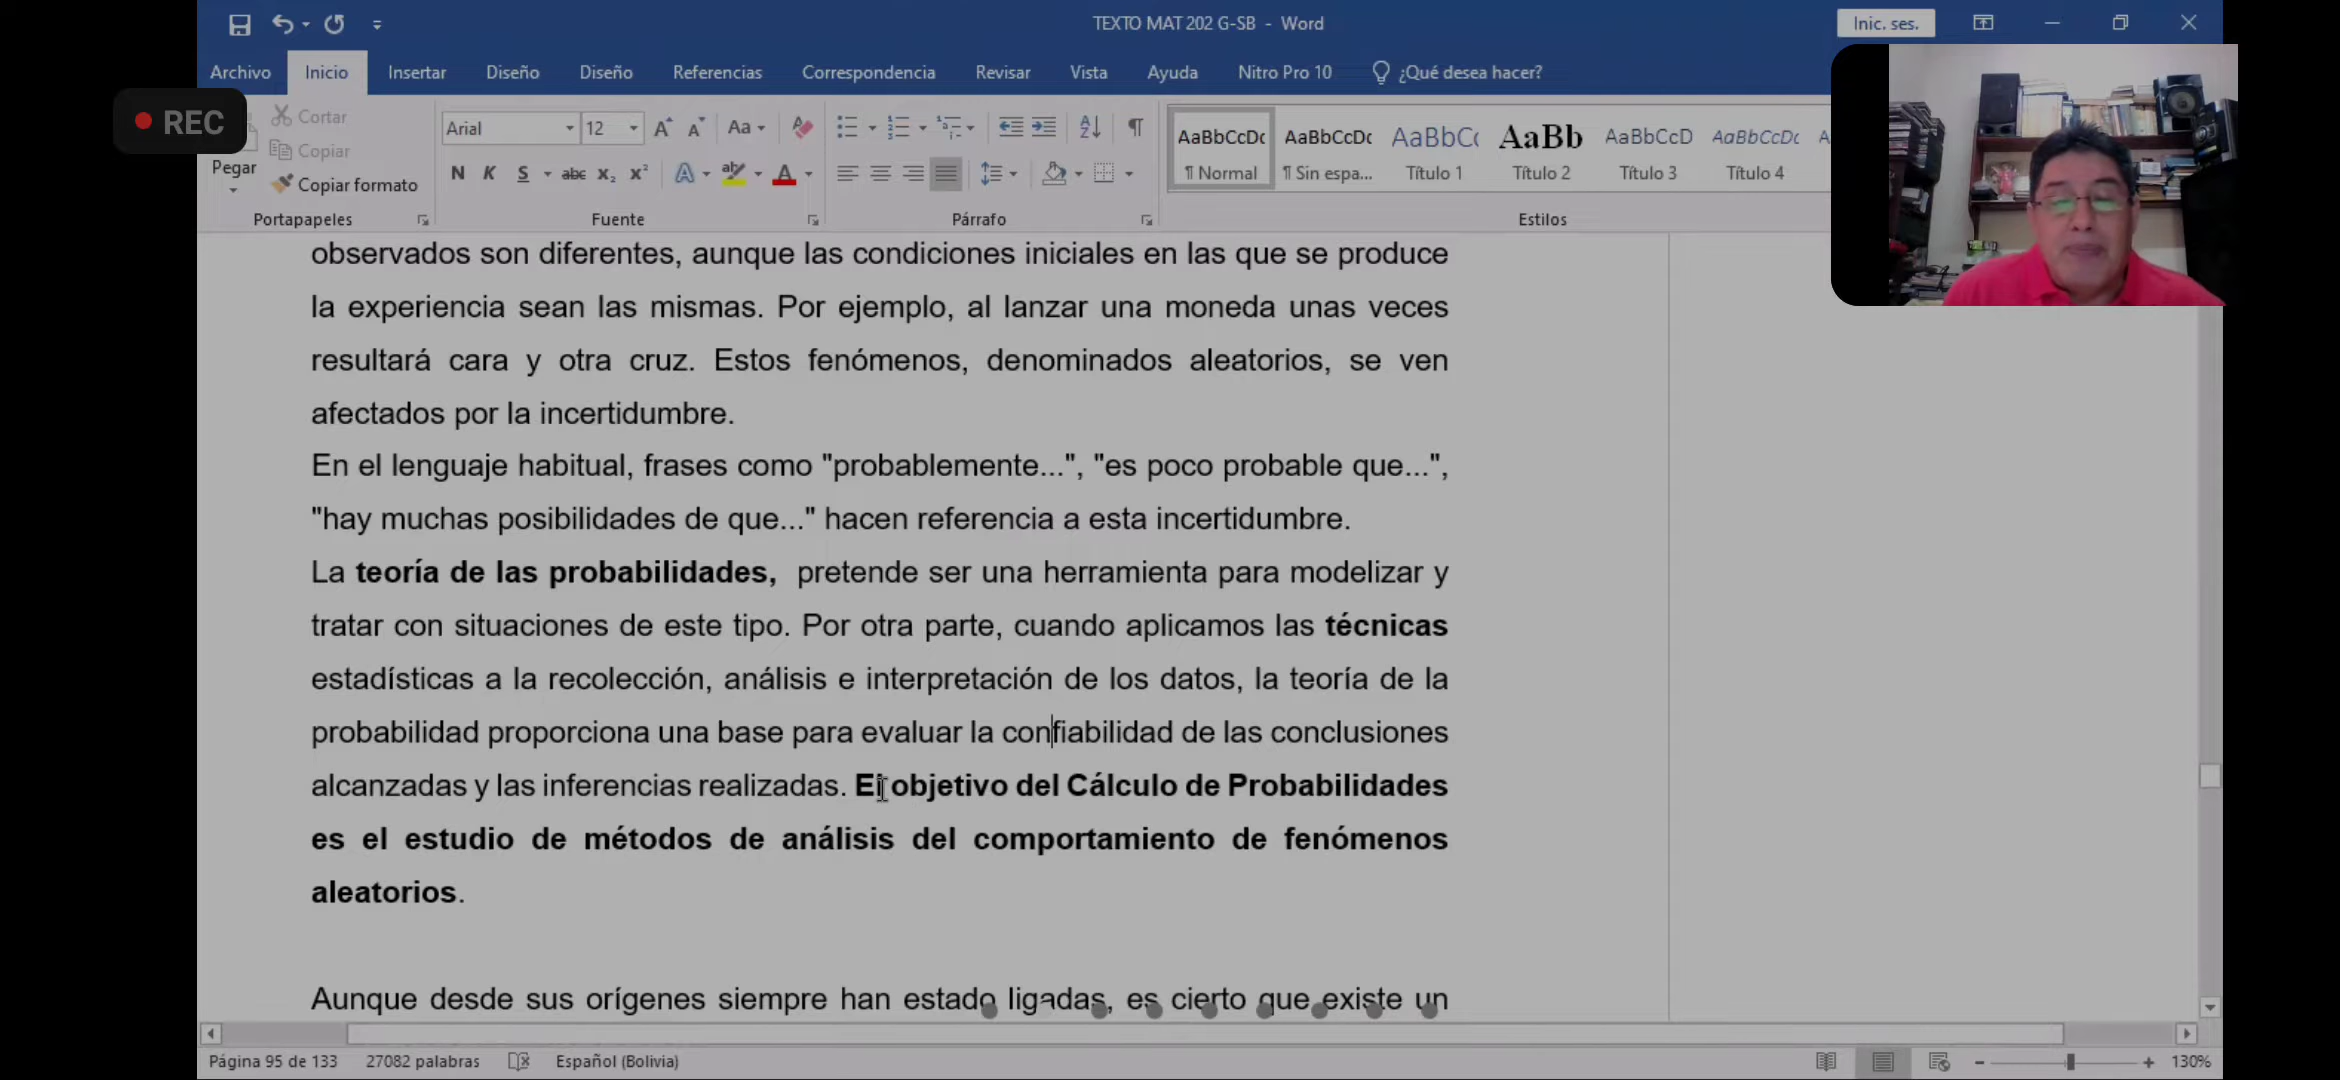 TEXTO MAT 202 G-SB - Word
Inic. ses.
Archivo Inicio Insertar Diseño Diseño Referencias Correspondencia Revisar Vista Ayuda Nitro Pro 10 ¿Qué desea hacer?
REC
Pegar
Cortar
Copiar
Copiar formato
Portapapeles
Arial 12
Aa
N K S abc x₂ x²
A
Fuente
Párrafo
AaBbCcDc AaBbCcDc AaBbC( AaBb AaBbCcD AaBbCcDc
¶ Normal ¶ Sin espa... Título 1 Título 2 Título 3 Título 4
Estilos
observados son diferentes, aunque las condiciones iniciales en las que se produce
la experiencia sean las mismas. Por ejemplo, al lanzar una moneda unas veces
resultará cara y otra cruz. Estos fenómenos, denominados aleatorios, se ven
afectados por la incertidumbre.
En el lenguaje habitual, frases como "probablemente...", "es poco probable que...",
"hay muchas posibilidades de que..." hacen referencia a esta incertidumbre.
La teoría de las probabilidades, pretende ser una herramienta para modelizar y
tratar con situaciones de este tipo. Por otra parte, cuando aplicamos las técnicas
estadísticas a la recolección, análisis e interpretación de los datos, la teoría de la
probabilidad proporciona una base para evaluar la confiabilidad de las conclusiones
alcanzadas y las inferencias realizadas. El objetivo del Cálculo de Probabilidades
es el estudio de métodos de análisis del comportamiento de fenómenos
aleatorios.
Aunque desde sus orígenes siempre han estado ligadas, es cierto que existe un
Página 95 de 133 27082 palabras Español (Bolivia) 130%